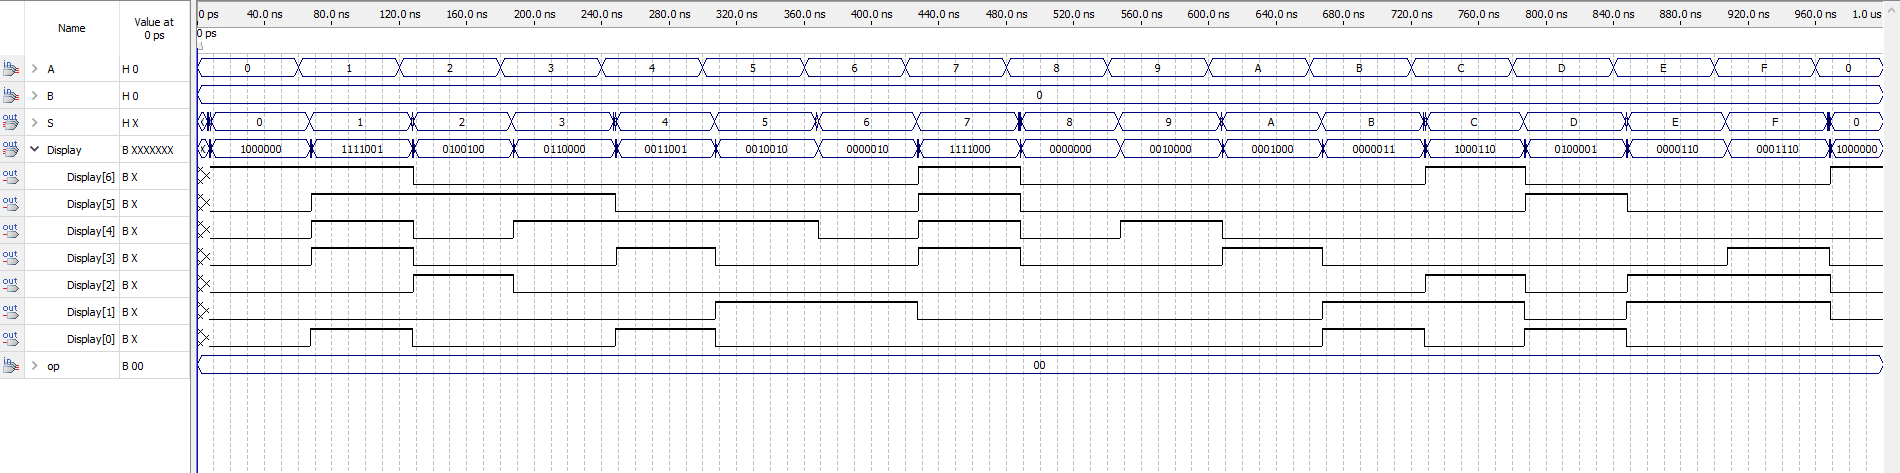 Name Value at 0 ps
0 ps 40.0 ns 80.0 ns 120.0 ns 160.0 ns 200.0 ns 240.0 ns 280.0 ns 320.0 ns 360.0 ns 400.0 ns 440.0 ns 480.0 ns 520.0 ns 560.0 ns 600.0 ns 640.0 ns 680.0 ns 720.0 ns 760.0 ns 800.0 ns 840.0 ns 880.0 ns 920.0 ns 960.0 ns 1.0 us
0 ps
in A H 0 0 1 2 3 4 5 6 7 8 9 A B C D E F 0
in B H 0 0
out S H X 0 1 2 3 4 5 6 7 8 9 A B C D E F 0
out Display B XXXXXXX 1000000 1111001 0100100 0110000 0011001 0010010 0000010 1111000 0000000 0010000 0001000 0000011 1000110 0100001 0000110 0001110 1000000
out Display[6] B X
out Display[5] B X
out Display[4] B X
out Display[3] B X
out Display[2] B X
out Display[1] B X
out Display[0] B X
in op B 00 00